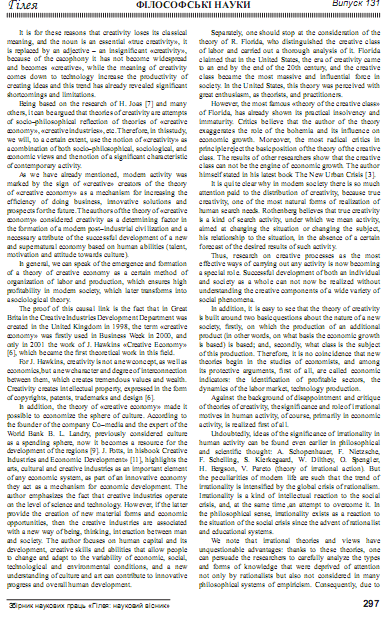 Гілея
ФІЛОСОФСЬКІ НАУКИ
Випуск 131
It is for these reasons that creativity loses its classical
meaning, and the noun is an essential «true creativity», it
is replaced by an adjective – an insignificant «creativity»,
because of the cacophony it has not become widespread
and becomes «creative», while the meaning of creativity
comes down to technology increase the productivity of
creating ideas and this trend has already revealed significant
shortcomings and limitations.
Being based on the research of H. Joas [7] and many
others, it can be argued that theories of creativity are attempts
of socio–philosophical reflection of theories of «creative
economy», «creative industries», etc. Therefore, in this study,
we will, to a certain extent, use the notion of «creativity» as
a combination of both socio–philosophical, sociological, and
economic views and the notion of a significant characteristic
of contemporary activity.
As we have already mentioned, modern activity was
marked by the sign of «creative» creators of the theory
of «creative economy» as a mechanism for increasing the
efficiency of doing business, innovative solutions and
prospects for the future. The authors of the theory of «creative
economy» considered creativity as a determining factor in
the formation of a modern post–industrial civilization and a
necessary attribute of the successful development of a new
and supernatural economy based on human abilities (talent,
motivation and attitude towards culture).
In general, we can speak of the emergence and formation
of a theory of creative economy as a certain method of
organization of labor and production, which ensures high
profitability in modern society, which later transforms into
a sociological theory.
The proof of this causal link is the fact that in Great
Britain the Creative Industries Development Department was
created in the United Kingdom in 1998, the term «creative
economy» was firstly used in Business Week in 2000, and
only in 2001 the work of J. Hawkins «Creative Economy»
[6], which became the first theoretical work in this field.
For J. Hawkins, creativity is not a new concept, as well as
economics, but a new character and degree of interconnection
between them, which creates tremendous values and wealth.
Creativity creates intellectual property, expressed in the form
of copyrights, patents, trademarks and design [6].
In addition, the theory of «creative economy» made it
possible to economize the sphere of culture. According to
the founder of the company Co–media and the expert of the
World Bank B. L. Landry, previously considered culture
as a spending sphere, now it becomes a resource for the
development of the regions [9]. J. Potts, in his book Creative
Industries and Economic Developments [11], highlights the
arts, cultural and creative industries as an important element
of any economic system, as part of an innovative economy
they act as a mechanism for economic development. The
author emphasizes the fact that creative industries operate
on the level of science and technology. However, if the latter
provide the creation of new material forms and economic
opportunities, then the creative industries are associated
with a new way of being, thinking, interaction between man
and society. The author focuses on human capital and its
development, creative skills and abilities that allow people
to change and adapt to the variability of economic, social,
technological and environmental conditions, and a new
understanding of culture and art can contribute to innovative
progress and overall human development.
Separately, one should stop at the consideration of the
theory of R. Florida, who distinguished the creative class
of labor and carried out a thorough analysis of it. Florida
claimed that in the United States, the era of creativity came
to an end by the end of the 20th century, and the creative
class became the most massive and influential force in
society. In the United States, this theory was perceived with
great enthusiasm, as theorists, and practitioners.
However, the most famous «theory of the creative class»
of Florida, has already shown its practical insolvency and
immaturity. Critics believe that the author of the theory
exaggerates the role of the bohemia and its influence on
economic growth. Moreover, the most radical critics in
principle reject the basic position of the theory of the creative
class. The results of other researchers show that the creative
class can not be the engine of economic growth. The author
himself stated in his latest book The New Urban Crisis [3].
It is quite clear why in modern society there is so much
attention paid to the distribution of creativity, because true
creativity, one of the most natural forms of realization of
human search needs. Rothenberg believes that true creativity
is a kind of search activity, under which we mean activity,
aimed at changing the situation or changing the subject,
his relationship to the situation, in the absence of a certain
forecast of the desired results of such activity.
Thus, research on creative processes as the most
effective ways of carrying out any activity is now becoming
a special role. Successful development of both an individual
and society as a whole can not now be realized without
understanding the creative components of a wide variety of
social phenomena.
In addition, it is easy to see that the theory of creativity
is built around two basic questions about the nature of a new
society, firstly, on which the production of an additional
product (in other words, on what basis the economic growth
is based) is based; and, secondly, what class is the subject
of this production. Therefore, it is no coincidence that new
theories begin in the studies of economists, and among
its protective arguments, first of all, are called economic
indicators: the identification of profitable sectors, the
dynamics of the labor market, technology production.
Against the background of disappointment and critique
of theories of creativity, the significance and role of irrational
motives in human activity, of course, primarily in economic
activity, is realized first of all.
Undoubtedly, ideas of the significance of irrationality in
human activity can be found even earlier in philosophical
and scientific thought: A. Schopenhauer, F. Nietzsche,
F. Schelling, S. Kierkegaard, W. Dilthey, O. Spengler,
H. Bergson, V. Pareto (theory of irrational action). But
the peculiarities of modern life are such that the trend of
irrationality is intensified by the global crisis of rationalism.
Irrationality is a kind of intellectual reaction to the social
crisis, and, at the same time, an attempt to overcome it. In
the philosophical sense, irrationality exists as a reaction to
the situation of the social crisis since the advent of rationalist
and educational systems.
We note that irrational theories and views have
unquestionable advantages: thanks to these theories, one
can persuade the researchers to carefully analyze the types
and forms of knowledge that were deprived of attention
not only by rationalists but also not considered in many
philosophical systems of empiricism. Consequently, due to
Збірник наукових праць «Гілея: науковий вісник»
297